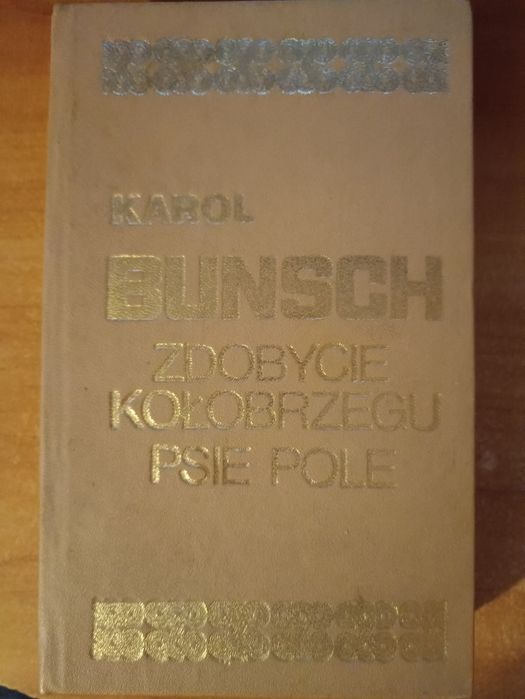 KAROL
BUNSCH
ZDOBYCIE
KOŁOBRZEGU
PSIE POLE